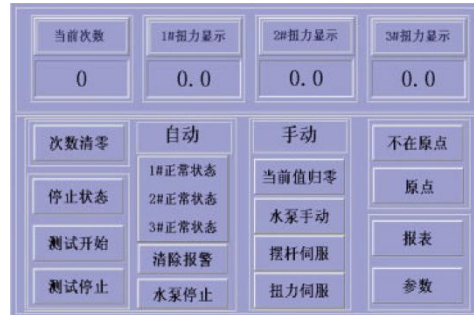 当前次数 1#扭力显示 2#扭力显示 3#扭力显示
0 0.0 0.0 0.0
次数清零 自动 手动 不在原点
1#正常状态 当前值归零
停止状态 2#正常状态 原点
3#正常状态 水泵手动
测试开始 清除报警 摆杆伺服 报表
测试停止 水泵停止 扭力伺服 参数